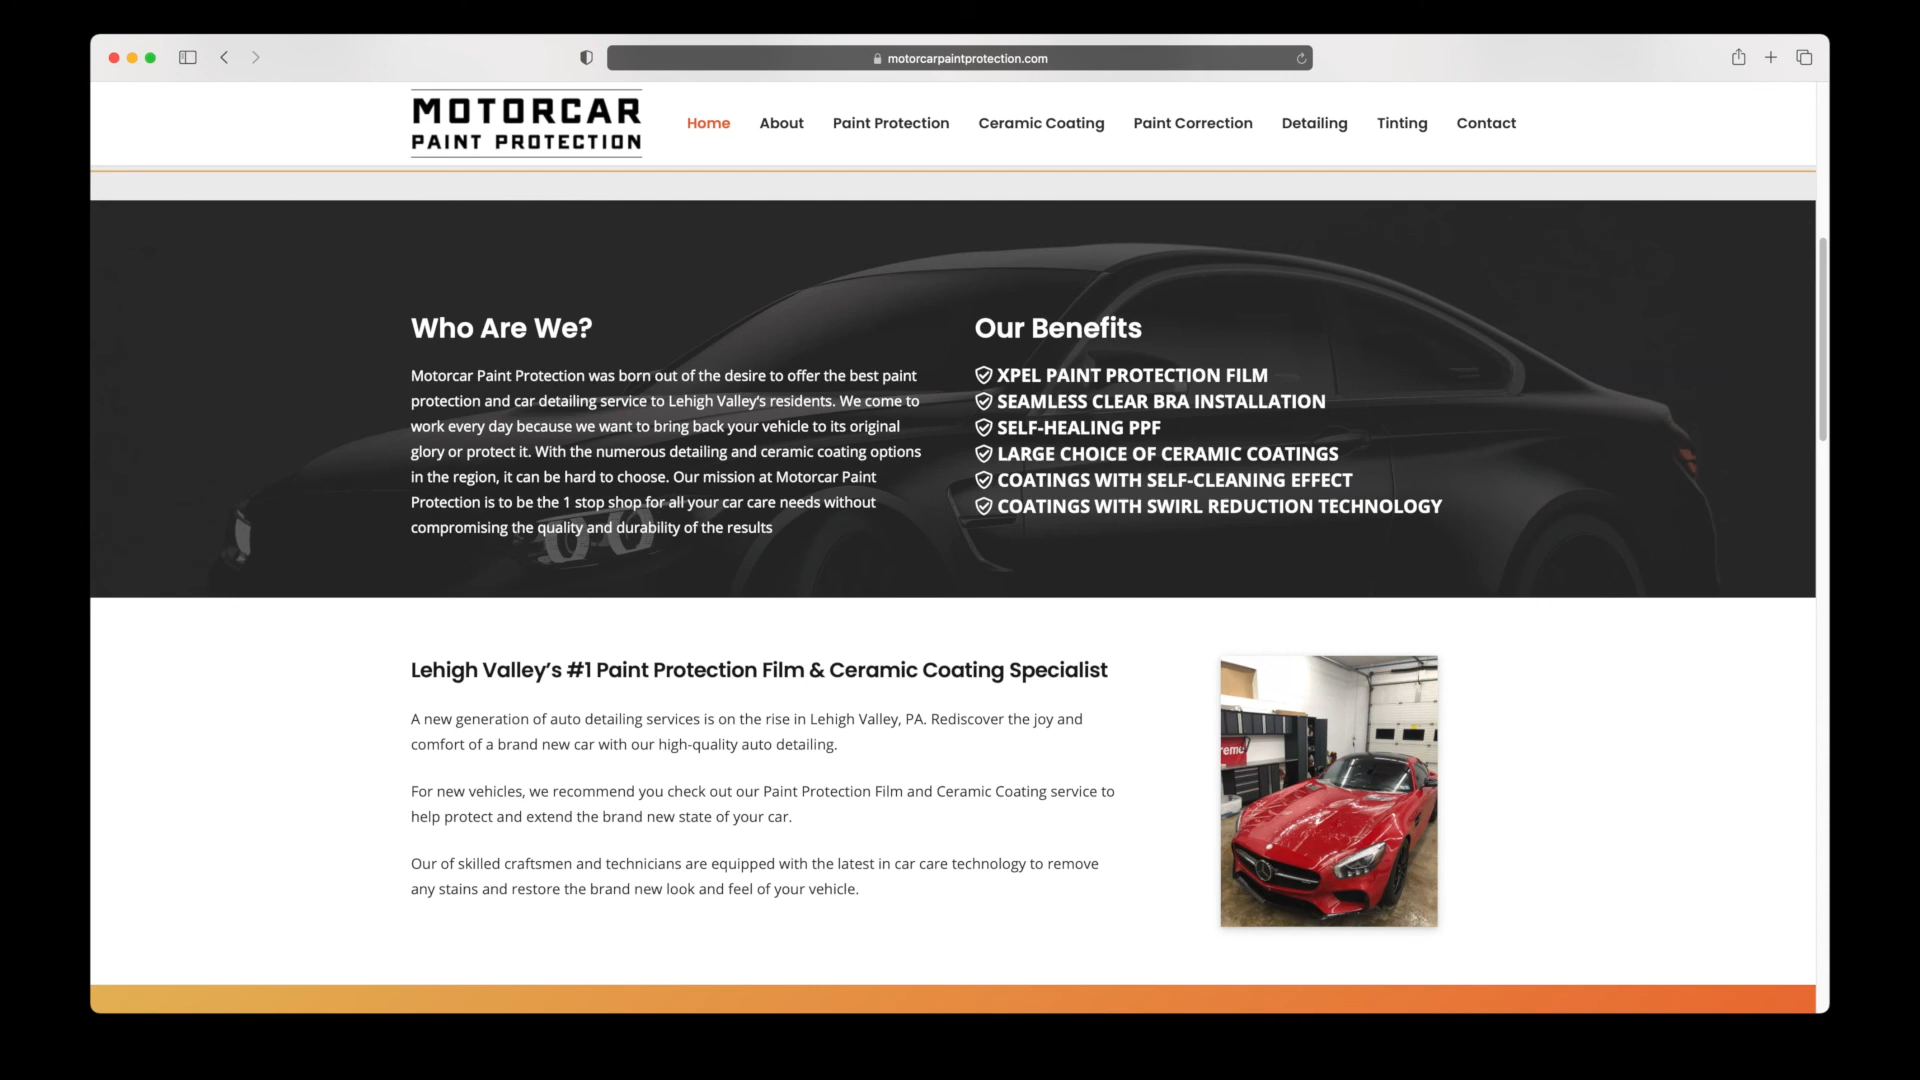 motorcarpaintprotection.com
MOTORCAR
PAINT PROTECTION
Home About Paint Protection Ceramic Coating Paint Correction Detailing Tinting Contact
Who Are We?
Motorcar Paint Protection was born out of the desire to offer the best paint
protection and car detailing service to Lehigh Valley’s residents. We come to
work every day because we want to bring back your vehicle to its original
glory or protect it. With the numerous detailing and ceramic coating options
in the region, it can be hard to choose. Our mission at Motorcar Paint
Protection is to be the 1 stop shop for all your car care needs without
compromising the quality and durability of the results
Our Benefits
XPEL PAINT PROTECTION FILM
SEAMLESS CLEAR BRA INSTALLATION
SELF-HEALING PPF
LARGE CHOICE OF CERAMIC COATINGS
COATINGS WITH SELF-CLEANING EFFECT
COATINGS WITH SWIRL REDUCTION TECHNOLOGY
Lehigh Valley’s #1 Paint Protection Film & Ceramic Coating Specialist
A new generation of auto detailing services is on the rise in Lehigh Valley, PA. Rediscover the joy and
comfort of a brand new car with our high-quality auto detailing.
For new vehicles, we recommend you check out our Paint Protection Film and Ceramic Coating service to
help protect and extend the brand new state of your car.
Our of skilled craftsmen and technicians are equipped with the latest in car care technology to remove
any stains and restore the brand new look and feel of your vehicle.